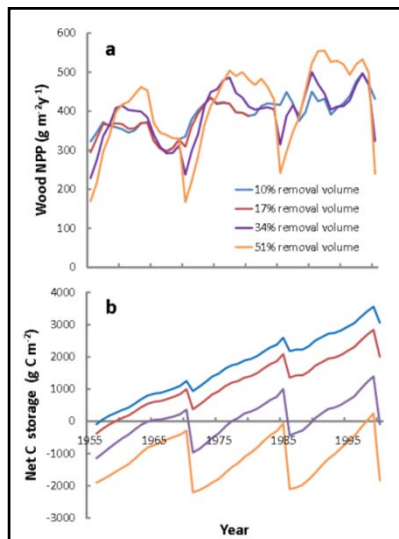 a
600
500
400
300
200
100
0
Wood NPP (g m⁻²y⁻¹)
10% removal volume
17% removal volume
34% removal volume
51% removal volume
b
4000
3000
2000
1000
0
-1000
-2000
-3000
Net C storage (g C m⁻²)
1955 1965 1975 1985 1995
Year